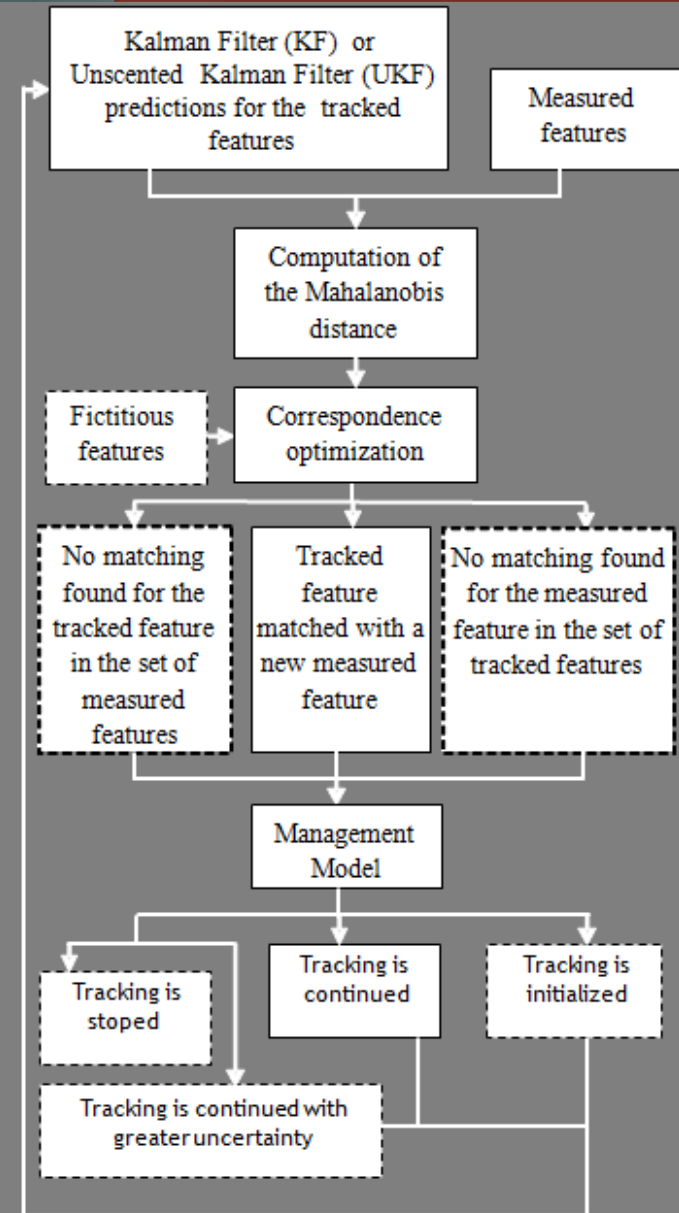 Kalman Filter (KF) or
Unscented Kalman Filter (UKF)
predictions for the tracked
features
Measured
features
Computation of
the Mahalanobis
distance
Fictitious
features
Correspondence
optimization
No matching
found for the
tracked feature
in the set of
measured
features
Tracked
feature
matched with a
new measured
feature
No matching found
for the measured
feature in the set of
tracked features
Management
Model
Tracking is
stoped
Tracking is
continued
Tracking is
initialized
Tracking is continued with
greater uncertainty